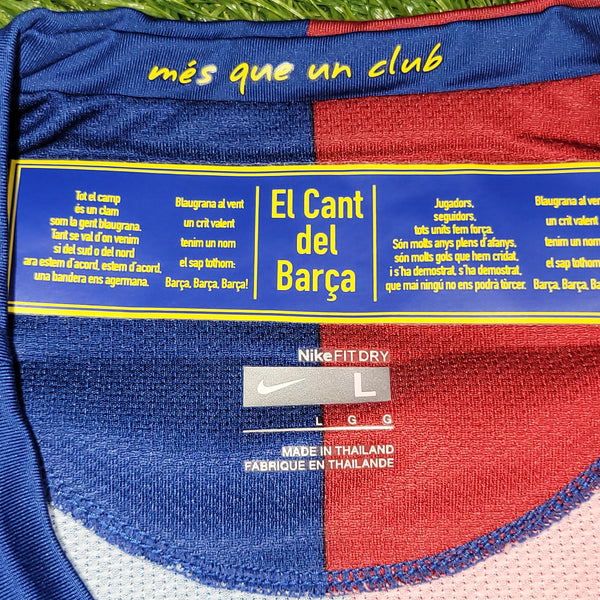 més que un club
Tot el camp
és un clam
som la gent blaugrana.
Tant se val d'on venim
si del sud o del nord
ara estem d'acord, estem d'acord,
una bandera ens agermana.
Blaugrana al vent
un crit valent
tenim un nom
el sap tothom:
Barça, Barça, Barça!
El Cant
del
Barça
Jugadors,
seguidors,
tots units fem força.
Són molts anys plens d'afanys,
són molts gols que hem cridat,
i s'ha demostrat, s'ha demostrat,
que mai ningú no ens podrà tòrcer.
Blaugrana al vent
un crit valent
tenim un nom
el sap tothom:
Barça, Barça, Bar
NikeFITDRY
L
L G G
MADE IN THAILAND
FABRIQUE EN THAILANDE